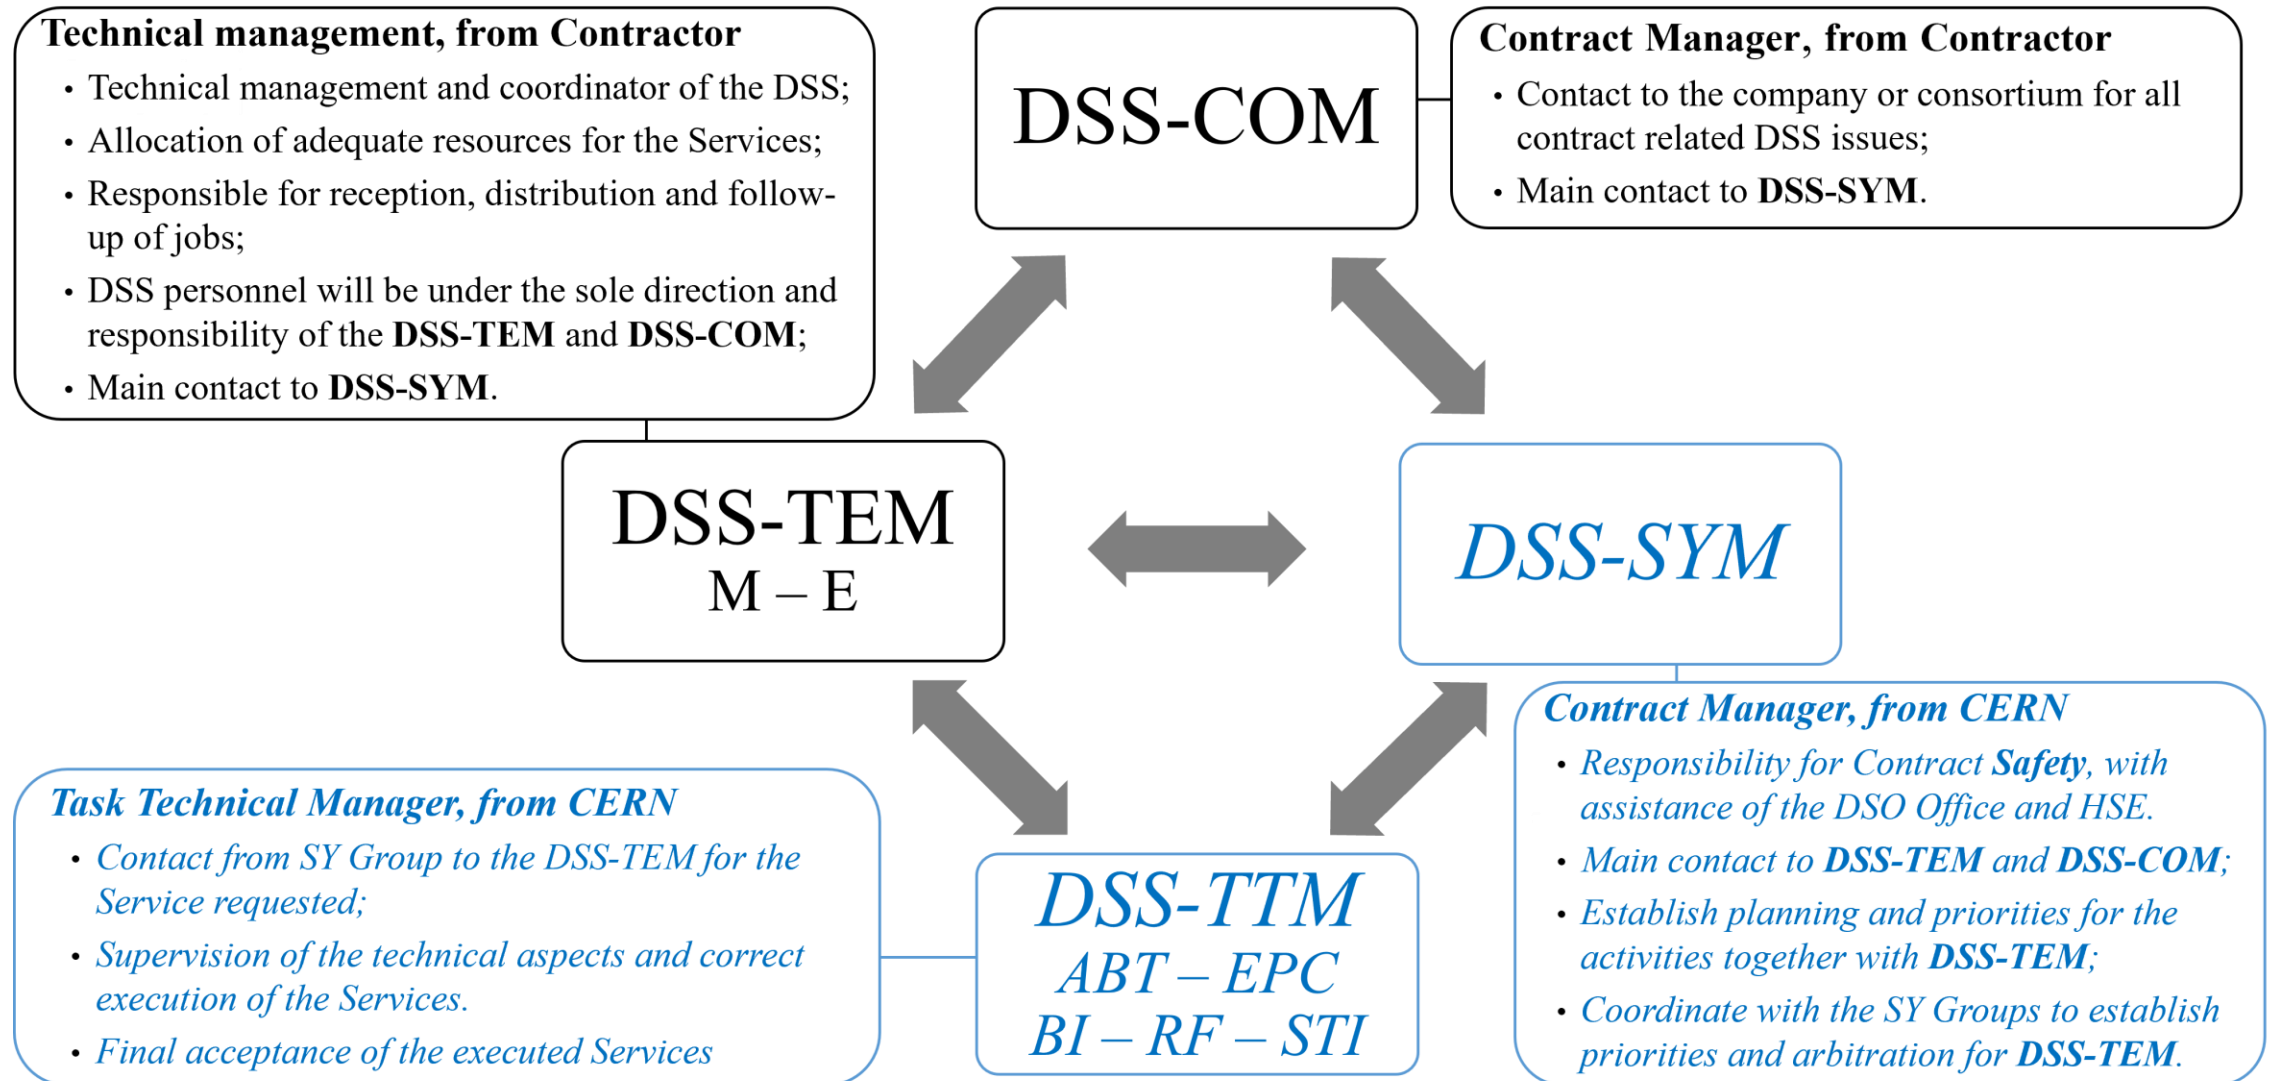 Technical management, from Contractor
• Technical management and coordinator of the DSS;
• Allocation of adequate resources for the Services;
• Responsible for reception, distribution and follow-
up of jobs;
• DSS personnel will be under the sole direction and
responsibility of the DSS-TEM and DSS-COM;
• Main contact to DSS-SYM.
DSS-COM
Contract Manager, from Contractor
• Contact to the company or consortium for all
contract related DSS issues;
• Main contact to DSS-SYM.
DSS-TEM
M – E
DSS-SYM
Task Technical Manager, from CERN
• Contact from SY Group to the DSS-TEM for the
Service requested;
• Supervision of the technical aspects and correct
execution of the Services.
• Final acceptance of the executed Services
DSS-TTM
ABT – EPC
BI – RF – STI
Contract Manager, from CERN
• Responsibility for Contract Safety, with
assistance of the DSO Office and HSE.
• Main contact to DSS-TEM and DSS-COM;
• Establish planning and priorities for the
activities together with DSS-TEM;
• Coordinate with the SY Groups to establish
priorities and arbitration for DSS-TEM.